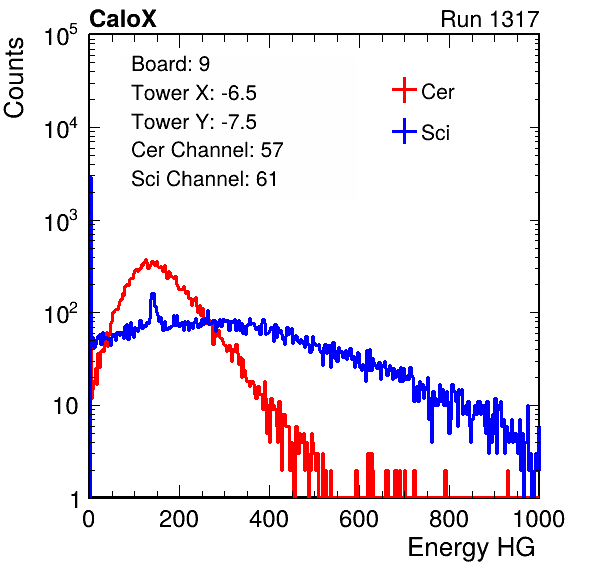 CaloX Run 1317
Counts
10^5
10^4
10^3
10^2
10
1
Board: 9
Tower X: -6.5
Tower Y: -7.5
Cer Channel: 57
Sci Channel: 61
Cer
Sci
0 200 400 600 800 1000
Energy HG